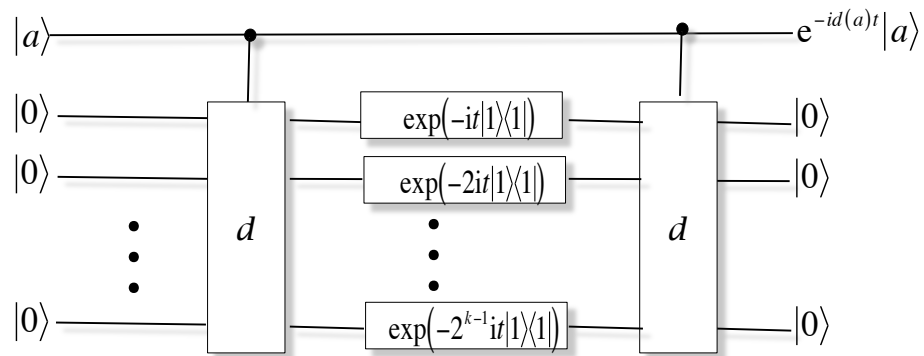 |a⟩ e^{-id(a)t}|a⟩
|0⟩ exp(-it|1⟩⟨1|) |0⟩
|0⟩ exp(-2it|1⟩⟨1|) |0⟩
d d
|0⟩ exp(-2^{k-1}it|1⟩⟨1|) |0⟩